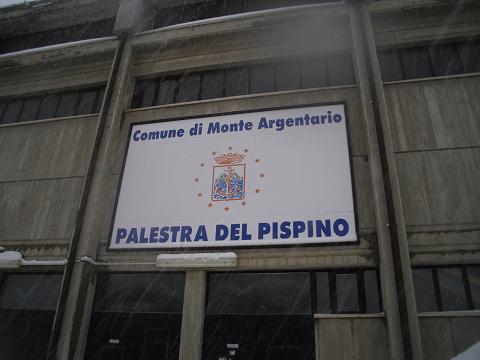 Comune di Monte Argentario
PALESTRA DEL PISPINO